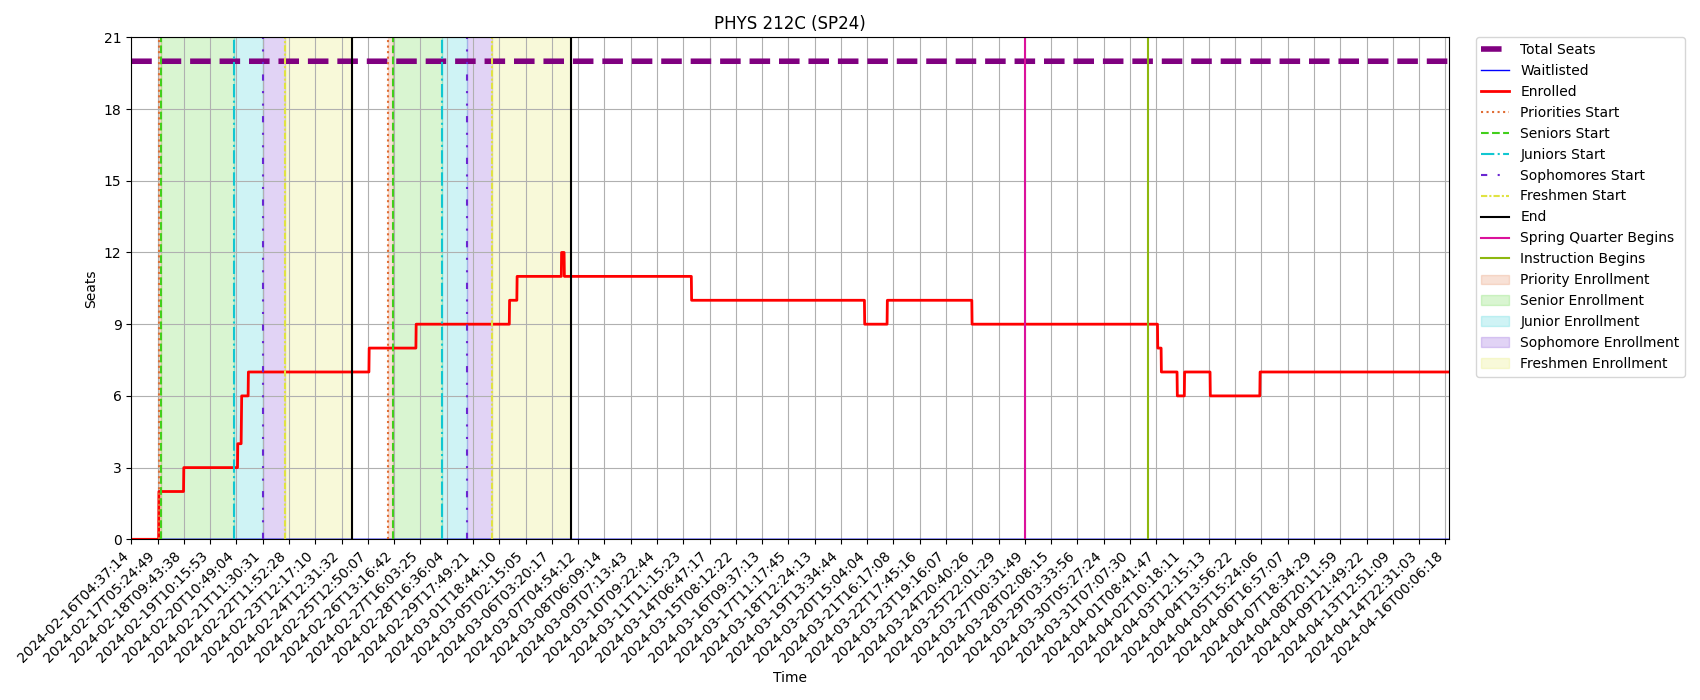 PHYS 212C (SP24)
21
18
15
12
9
6
3
0
Seats
2024-02-16T04:37:14
2024-02-17T05:24:49
2024-02-18T09:43:38
2024-02-19T10:15:53
2024-02-20T10:49:04
2024-02-21T11:30:31
2024-02-22T11:52:28
2024-02-23T12:17:10
2024-02-24T12:31:32
2024-02-25T12:50:07
2024-02-26T13:16:42
2024-02-27T16:03:25
2024-02-28T16:36:04
2024-02-29T17:49:21
2024-03-01T18:44:10
2024-03-05T02:15:05
2024-03-06T03:20:17
2024-03-07T04:54:12
2024-03-08T06:09:14
2024-03-09T07:13:43
2024-03-10T09:22:44
2024-03-11T11:15:23
2024-03-14T06:47:17
2024-03-15T08:12:22
2024-03-16T09:37:13
2024-03-17T11:17:45
2024-03-18T12:24:13
2024-03-19T13:34:44
2024-03-20T15:04:04
2024-03-21T16:17:08
2024-03-22T17:45:16
2024-03-23T19:16:07
2024-03-24T20:40:26
2024-03-25T22:01:29
2024-03-27T00:31:49
2024-03-28T02:08:15
2024-03-29T03:33:56
2024-03-30T05:27:24
2024-03-31T07:07:30
2024-04-01T08:41:47
2024-04-02T10:18:11
2024-04-03T12:15:13
2024-04-04T13:56:22
2024-04-05T15:24:06
2024-04-06T16:57:07
2024-04-07T18:34:29
2024-04-08T20:11:59
2024-04-09T21:49:22
2024-04-13T12:51:09
2024-04-14T22:31:03
2024-04-16T00:06:18
Time
Total Seats
Waitlisted
Enrolled
Priorities Start
Seniors Start
Juniors Start
Sophomores Start
Freshmen Start
End
Spring Quarter Begins
Instruction Begins
Priority Enrollment
Senior Enrollment
Junior Enrollment
Sophomore Enrollment
Freshmen Enrollment